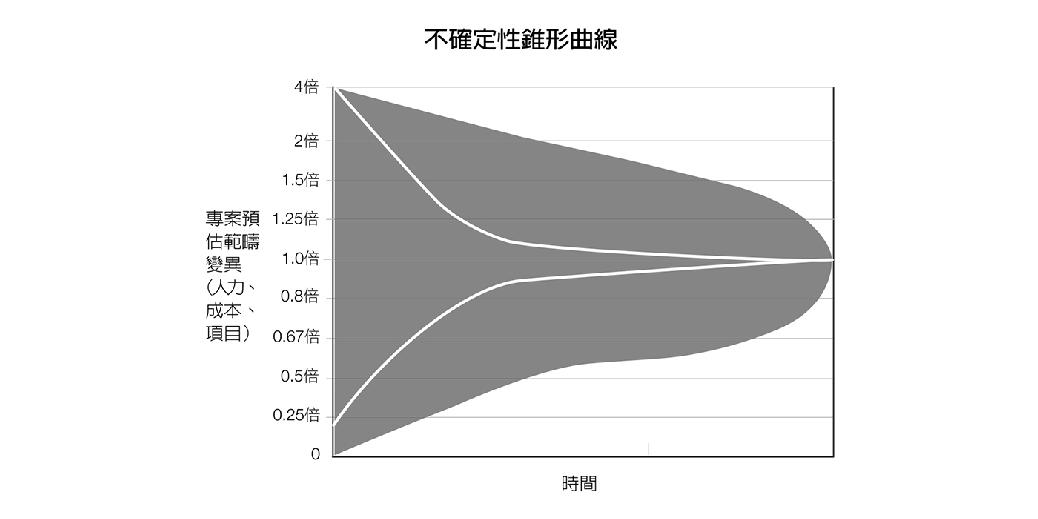 不確定性錐形曲線
4倍
2倍
1.5倍
1.25倍
1.0倍
0.8倍
0.67倍
0.5倍
0.25倍
0
專案預
估範疇
變異
（人力、
成本、
項目）
時間